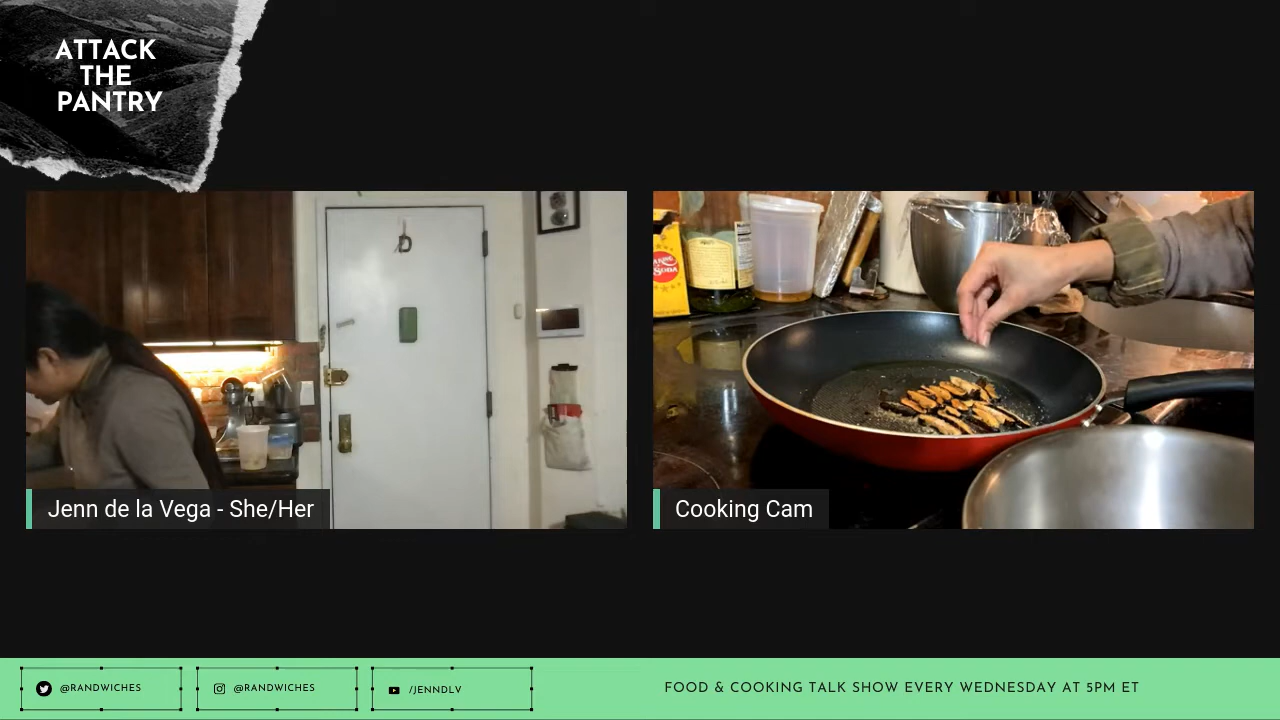 ATTACK
THE
PANTRY
Jenn de la Vega - She/Her
Cooking Cam
@RANDWICHES
@RANDWICHES
/JENNDLV
FOOD & COOKING TALK SHOW EVERY WEDNESDAY AT 5PM ET